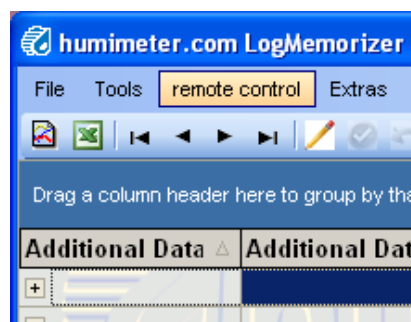 humimeter.com LogMemorizer
File Tools remote control Extras
Drag a column header here to group by tha
Additional Data Additional Dat